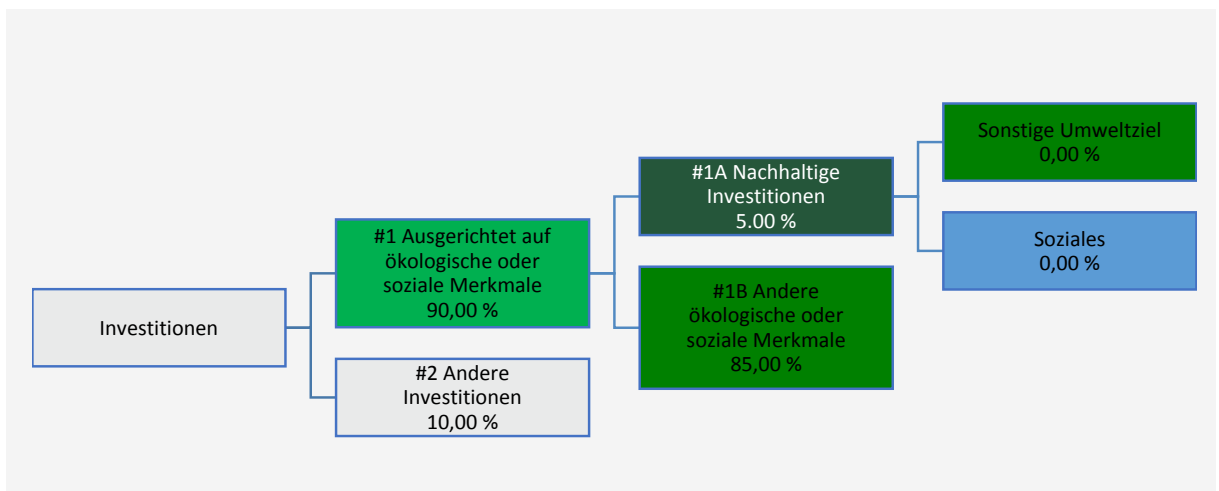 Investitionen
#1 Ausgerichtet auf
ökologische oder
soziale Merkmale
90,00 %
#2 Andere
Investitionen
10,00 %
#1A Nachhaltige
Investitionen
5.00 %
#1B Andere
ökologische oder
soziale Merkmale
85,00 %
Sonstige Umweltziel
0,00 %
Soziales
0,00 %